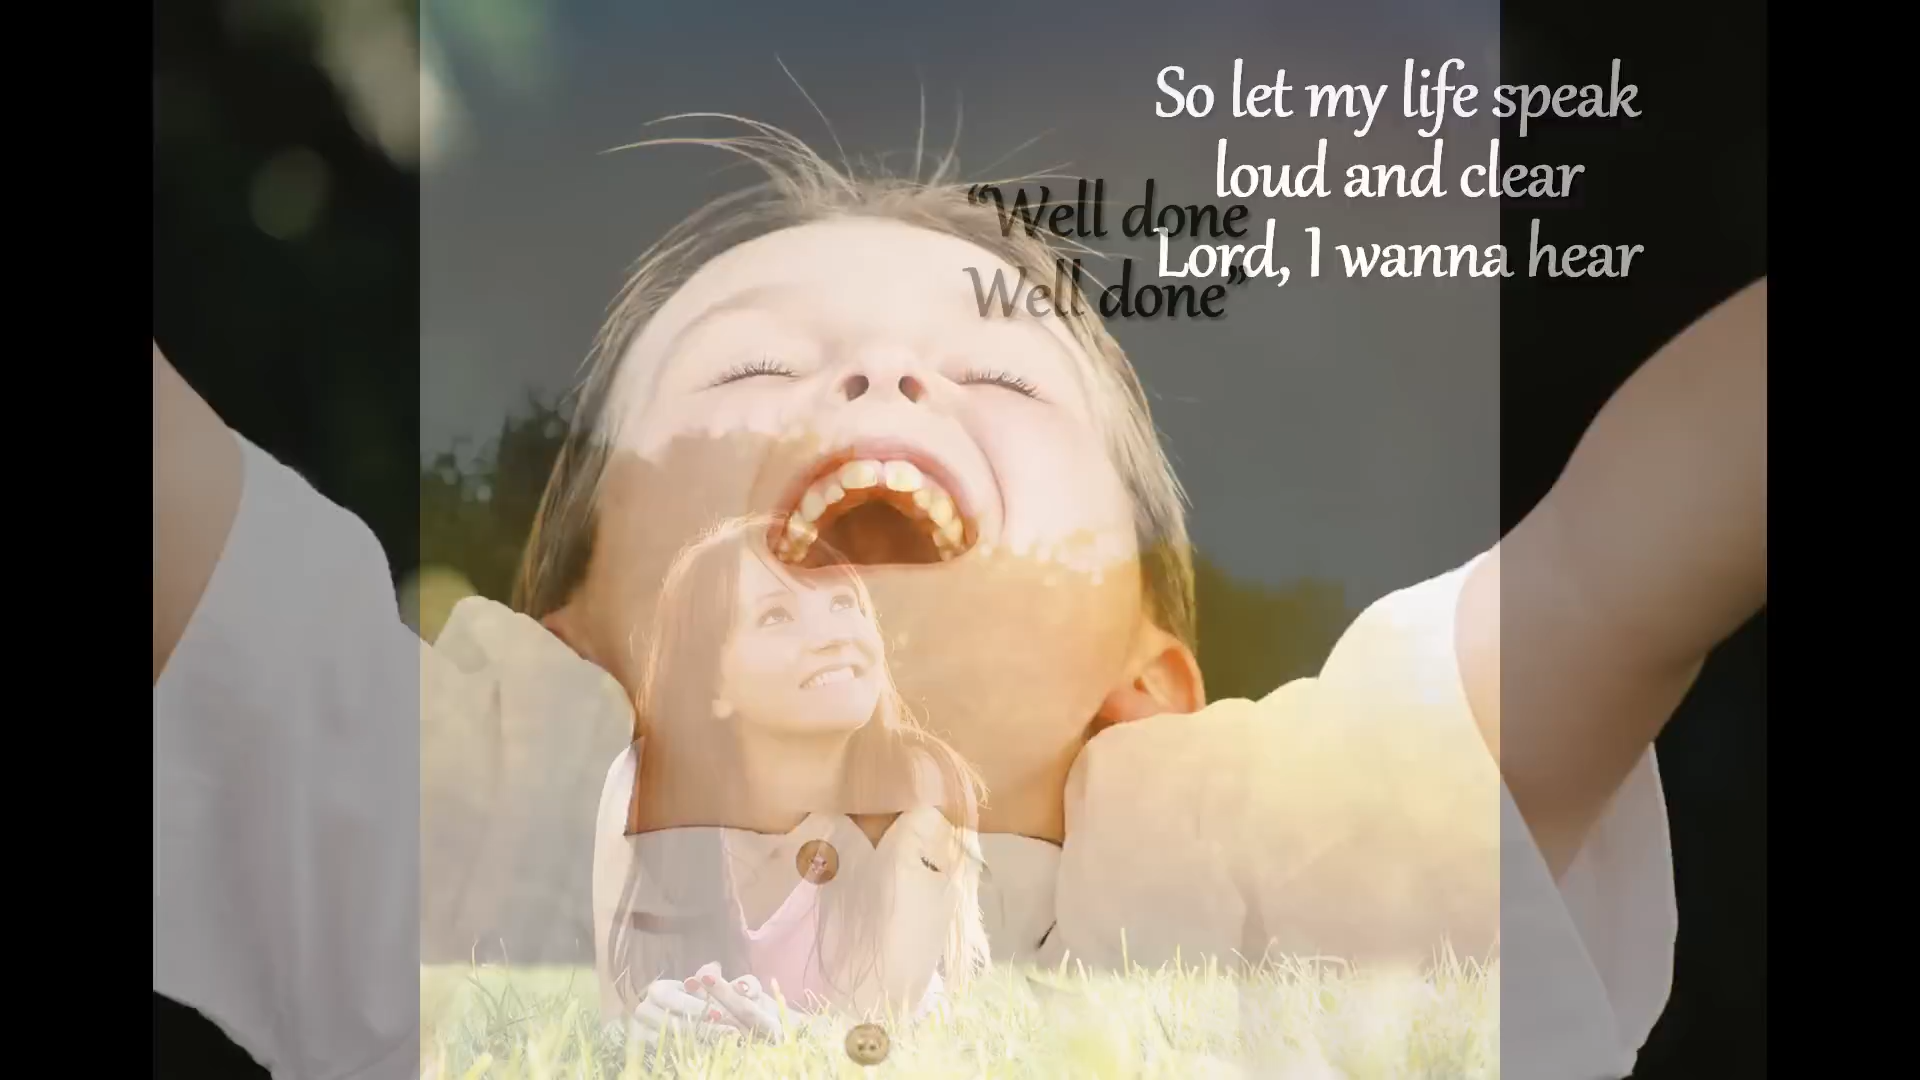 So let my life speak
loud and clear
Lord, I wanna hear
“Well done
Well done”